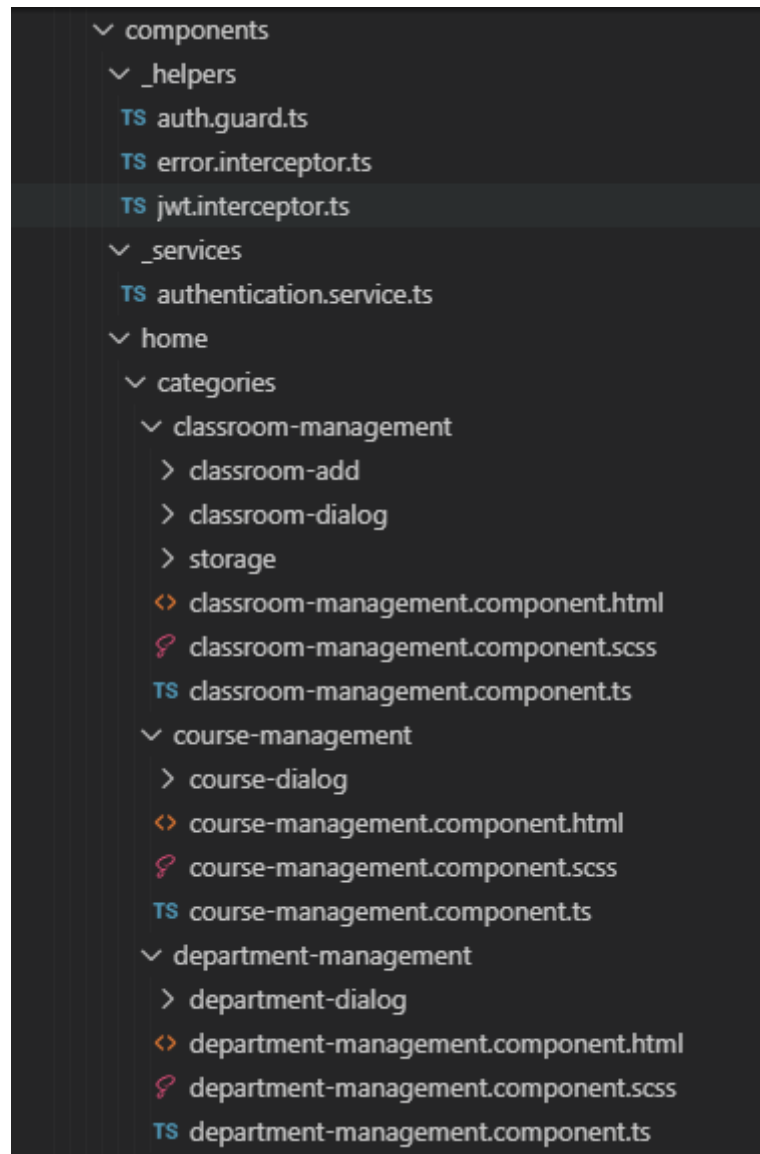 components
_helpers
TS auth.guard.ts
TS error.interceptor.ts
TS jwt.interceptor.ts
_services
TS authentication.service.ts
home
categories
classroom-management
classroom-add
classroom-dialog
storage
<> classroom-management.component.html
classroom-management.component.scss
TS classroom-management.component.ts
course-management
course-dialog
<> course-management.component.html
course-management.component.scss
TS course-management.component.ts
department-management
department-dialog
<> department-management.component.html
department-management.component.scss
TS department-management.component.ts